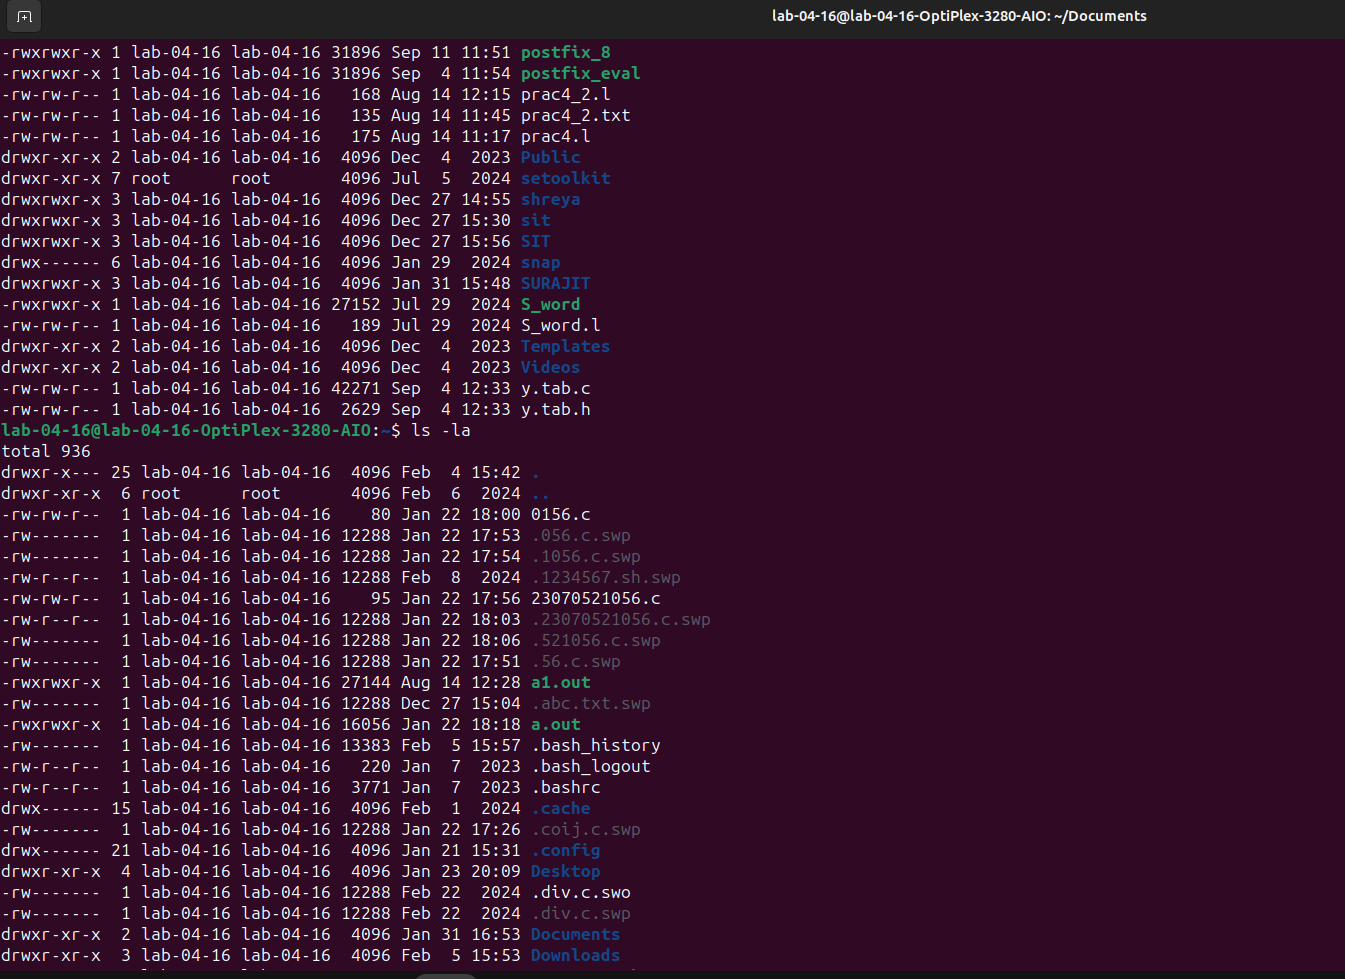 lab-04-16@lab-04-16-OptiPlex-3280-AIO: ~/Documents
-rwxrwxr-x 1 lab-04-16 lab-04-16 31896 Sep 11 11:51 postfix_8
-rwxrwxr-x 1 lab-04-16 lab-04-16 31896 Sep  4 11:54 postfix_eval
-rw-rw-r-- 1 lab-04-16 lab-04-16   168 Aug 14 12:15 prac4_2.l
-rw-rw-r-- 1 lab-04-16 lab-04-16   135 Aug 14 11:45 prac4_2.txt
-rw-rw-r-- 1 lab-04-16 lab-04-16   175 Aug 14 11:17 prac4.l
drwxr-xr-x 2 lab-04-16 lab-04-16  4096 Dec  4  2023 Public
drwxr-xr-x 7 root      root       4096 Jul  5  2024 setoolkit
drwxrwxr-x 3 lab-04-16 lab-04-16  4096 Dec 27 14:55 shreya
drwxrwxr-x 3 lab-04-16 lab-04-16  4096 Dec 27 15:30 sit
drwxrwxr-x 3 lab-04-16 lab-04-16  4096 Dec 27 15:56 SIT
drwx------ 6 lab-04-16 lab-04-16  4096 Jan 29  2024 snap
drwxrwxr-x 3 lab-04-16 lab-04-16  4096 Jan 31 15:48 SURAJIT
-rwxrwxr-x 1 lab-04-16 lab-04-16 27152 Jul 29  2024 S_word
-rw-rw-r-- 1 lab-04-16 lab-04-16   189 Jul 29  2024 S_word.l
drwxr-xr-x 2 lab-04-16 lab-04-16  4096 Dec  4  2023 Templates
drwxr-xr-x 2 lab-04-16 lab-04-16  4096 Dec  4  2023 Videos
-rw-rw-r-- 1 lab-04-16 lab-04-16 42271 Sep  4 12:33 y.tab.c
-rw-rw-r-- 1 lab-04-16 lab-04-16  2629 Sep  4 12:33 y.tab.h
lab-04-16@lab-04-16-OptiPlex-3280-AIO:~$ ls -la
total 936
drwxr-x--- 25 lab-04-16 lab-04-16  4096 Feb  4 15:42 .
drwxr-xr-x  6 root      root       4096 Feb  6  2024 ..
-rw-rw-r--  1 lab-04-16 lab-04-16    80 Jan 22 18:00 0156.c
-rw-------  1 lab-04-16 lab-04-16 12288 Jan 22 17:53 .056.c.swp
-rw-------  1 lab-04-16 lab-04-16 12288 Jan 22 17:54 .1056.c.swp
-rw-r--r--  1 lab-04-16 lab-04-16 12288 Feb  8  2024 .1234567.sh.swp
-rw-rw-r--  1 lab-04-16 lab-04-16    95 Jan 22 17:56 23070521056.c
-rw-r--r--  1 lab-04-16 lab-04-16 12288 Jan 22 18:03 .23070521056.c.swp
-rw-------  1 lab-04-16 lab-04-16 12288 Jan 22 18:06 .521056.c.swp
-rw-------  1 lab-04-16 lab-04-16 12288 Jan 22 17:51 .56.c.swp
-rwxrwxr-x  1 lab-04-16 lab-04-16 27144 Aug 14 12:28 a1.out
-rw-------  1 lab-04-16 lab-04-16 12288 Dec 27 15:04 .abc.txt.swp
-rwxrwxr-x  1 lab-04-16 lab-04-16 16056 Jan 22 18:18 a.out
-rw-------  1 lab-04-16 lab-04-16 13383 Feb  5 15:57 .bash_history
-rw-r--r--  1 lab-04-16 lab-04-16   220 Jan  7  2023 .bash_logout
-rw-r--r--  1 lab-04-16 lab-04-16  3771 Jan  7  2023 .bashrc
drwx------ 15 lab-04-16 lab-04-16  4096 Feb  1  2024 .cache
-rw-------  1 lab-04-16 lab-04-16 12288 Jan 22 17:26 .coij.c.swp
drwx------ 21 lab-04-16 lab-04-16  4096 Jan 21 15:31 .config
drwxr-xr-x  4 lab-04-16 lab-04-16  4096 Jan 23 20:09 Desktop
-rw-------  1 lab-04-16 lab-04-16 12288 Feb 22  2024 .div.c.swo
-rw-------  1 lab-04-16 lab-04-16 12288 Feb 22  2024 .div.c.swp
drwxr-xr-x  2 lab-04-16 lab-04-16  4096 Jan 31 16:53 Documents
drwxr-xr-x  3 lab-04-16 lab-04-16  4096 Feb  5 15:53 Downloads